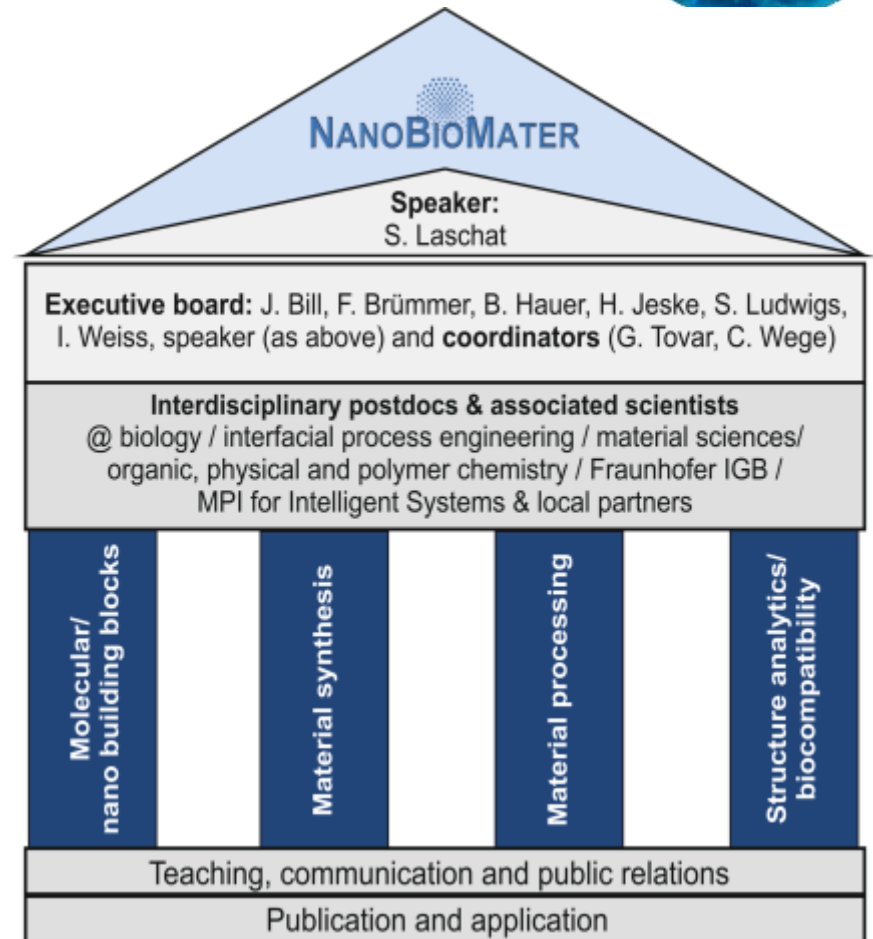 NANOBIOMATER
Speaker:
S. Laschat
Executive board: J. Bill, F. Brümmer, B. Hauer, H. Jeske, S. Ludwigs,
I. Weiss, speaker (as above) and coordinators (G. Tovar, C. Wege)
Interdisciplinary postdocs & associated scientists
@ biology / interfacial process engineering / material sciences/
organic, physical and polymer chemistry / Fraunhofer IGB /
MPI for Intelligent Systems & local partners
Molecular/
nano building blocks
Material synthesis
Material processing
Structure analytics/
biocompatibility
Teaching, communication and public relations
Publication and application